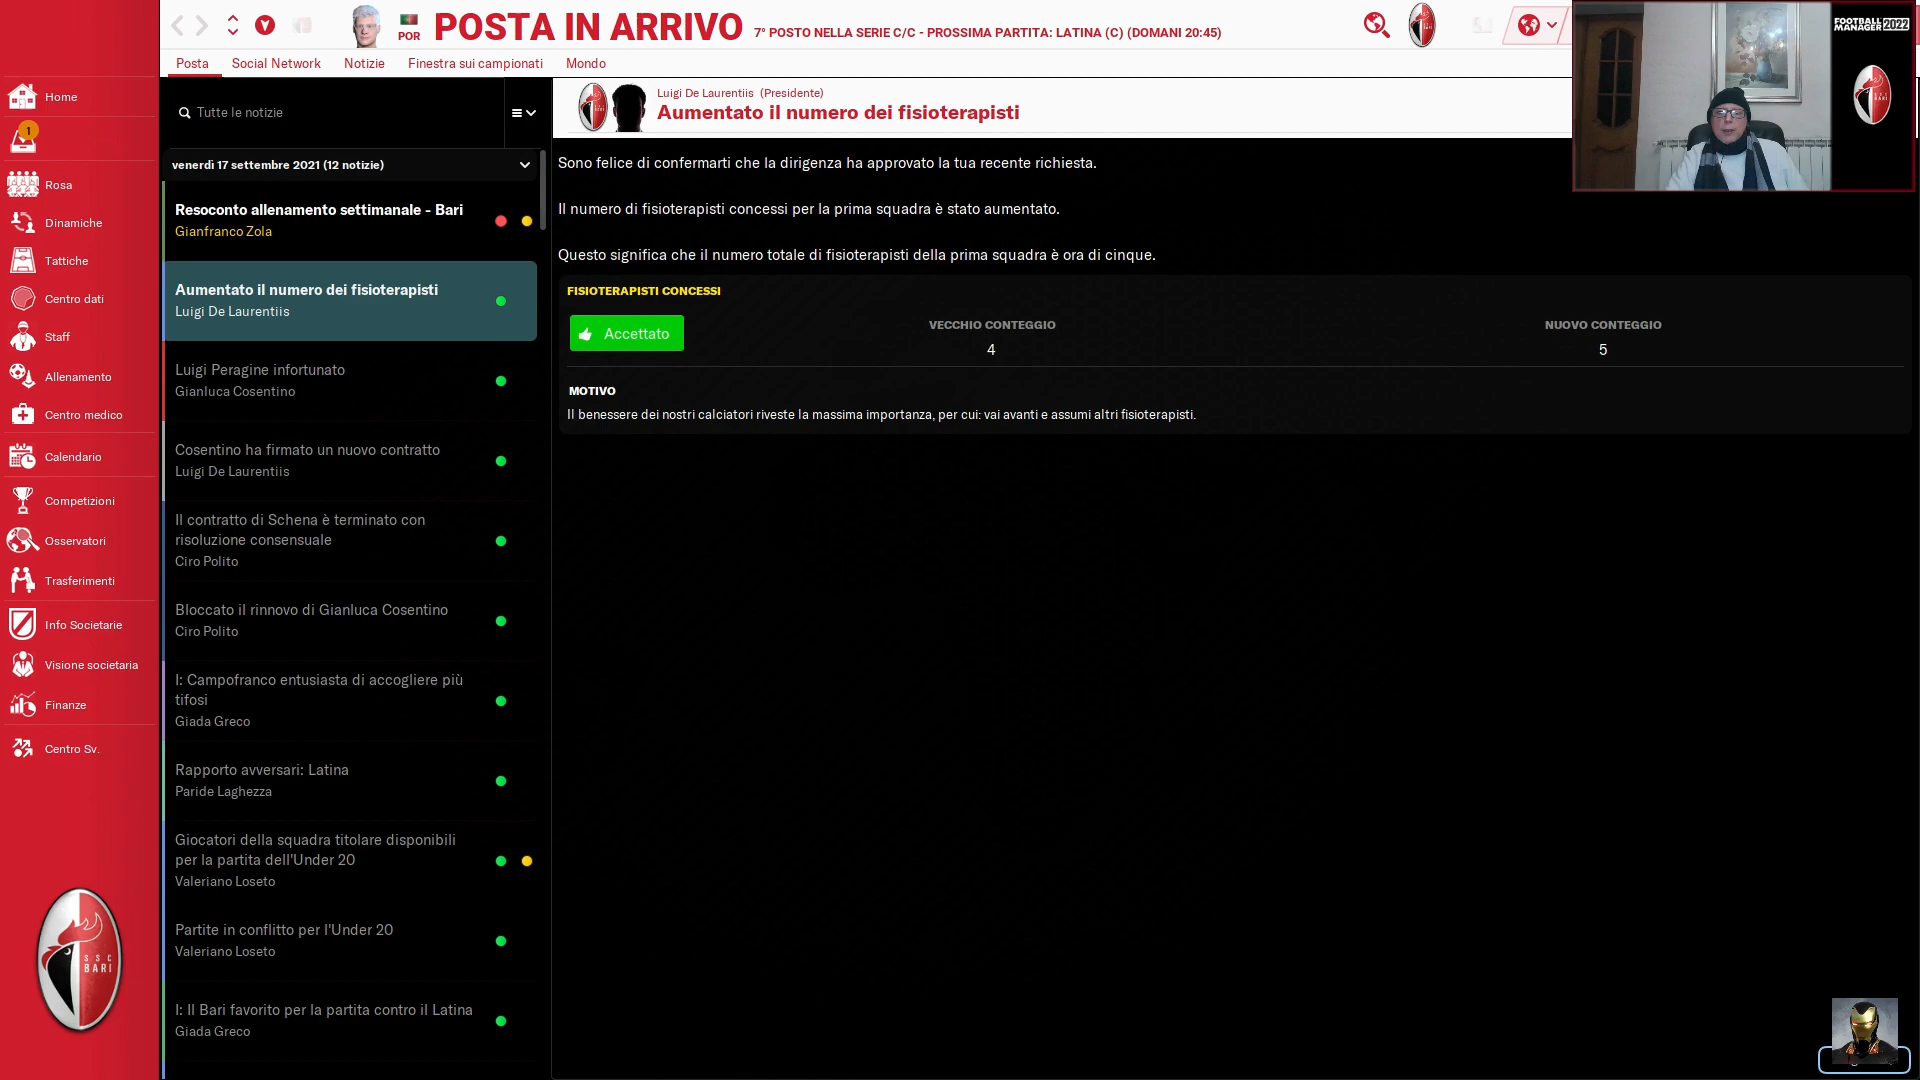 POR
POSTA IN ARRIVO
7° POSTO NELLA SERIE C/C - PROSSIMA PARTITA: LATINA (C) (DOMANI 20:45)
FOOTBALL MANAGER 2022
Posta
Social Network
Notizie
Finestra sui campionati
Mondo
Home
1
Rosa
Dinamiche
Tattiche
Centro dati
Staff
Allenamento
Centro medico
Calendario
Competizioni
Osservatori
Trasferimenti
Info Societarie
Visione societaria
Finanze
Centro Sv.
SSC
BARI
Tutte le notizie
venerdì 17 settembre 2021 (12 notizie)
Resoconto allenamento settimanale - Bari
Gianfranco Zola
Aumentato il numero dei fisioterapisti
Luigi De Laurentiis
Luigi Peragine infortunato
Gianluca Cosentino
Cosentino ha firmato un nuovo contratto
Luigi De Laurentiis
Il contratto di Schena è terminato con
risoluzione consensuale
Ciro Polito
Bloccato il rinnovo di Gianluca Cosentino
Ciro Polito
I: Campofranco entusiasta di accogliere più
tifosi
Giada Greco
Rapporto avversari: Latina
Paride Laghezza
Giocatori della squadra titolare disponibili
per la partita dell'Under 20
Valeriano Loseto
Partite in conflitto per l'Under 20
Valeriano Loseto
I: Il Bari favorito per la partita contro il Latina
Giada Greco
Luigi De Laurentiis (Presidente)
Aumentato il numero dei fisioterapisti
Sono felice di confermarti che la dirigenza ha approvato la tua recente richiesta.
Il numero di fisioterapisti concessi per la prima squadra è stato aumentato.
Questo significa che il numero totale di fisioterapisti della prima squadra è ora di cinque.
FISIOTERAPISTI CONCESSI
Accettato
VECCHIO CONTEGGIO
4
NUOVO CONTEGGIO
5
MOTIVO
Il benessere dei nostri calciatori riveste la massima importanza, per cui: vai avanti e assumi altri fisioterapisti.